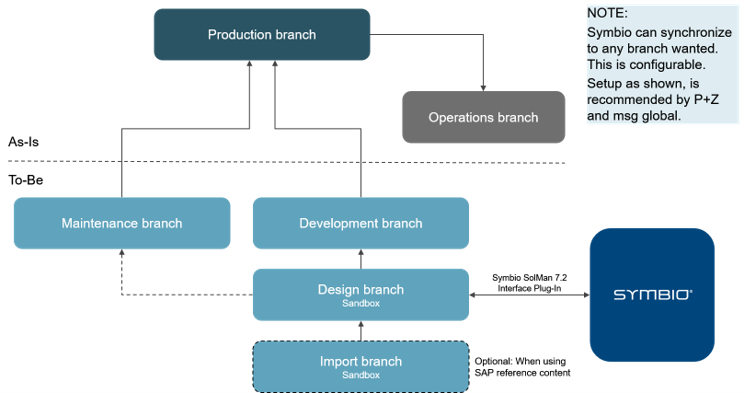 Production branch
NOTE:
Symbio can synchronize
to any branch wanted.
This is configurable.
Setup as shown, is
recommended by P+Z
and msg global.
Operations branch
As-Is
To-Be
Maintenance branch
Development branch
Design branch
Sandbox
Symbio SolMan 7.2
Interface Plug-In
SYMBIO®
Import branch
Sandbox
Optional: When using
SAP reference content